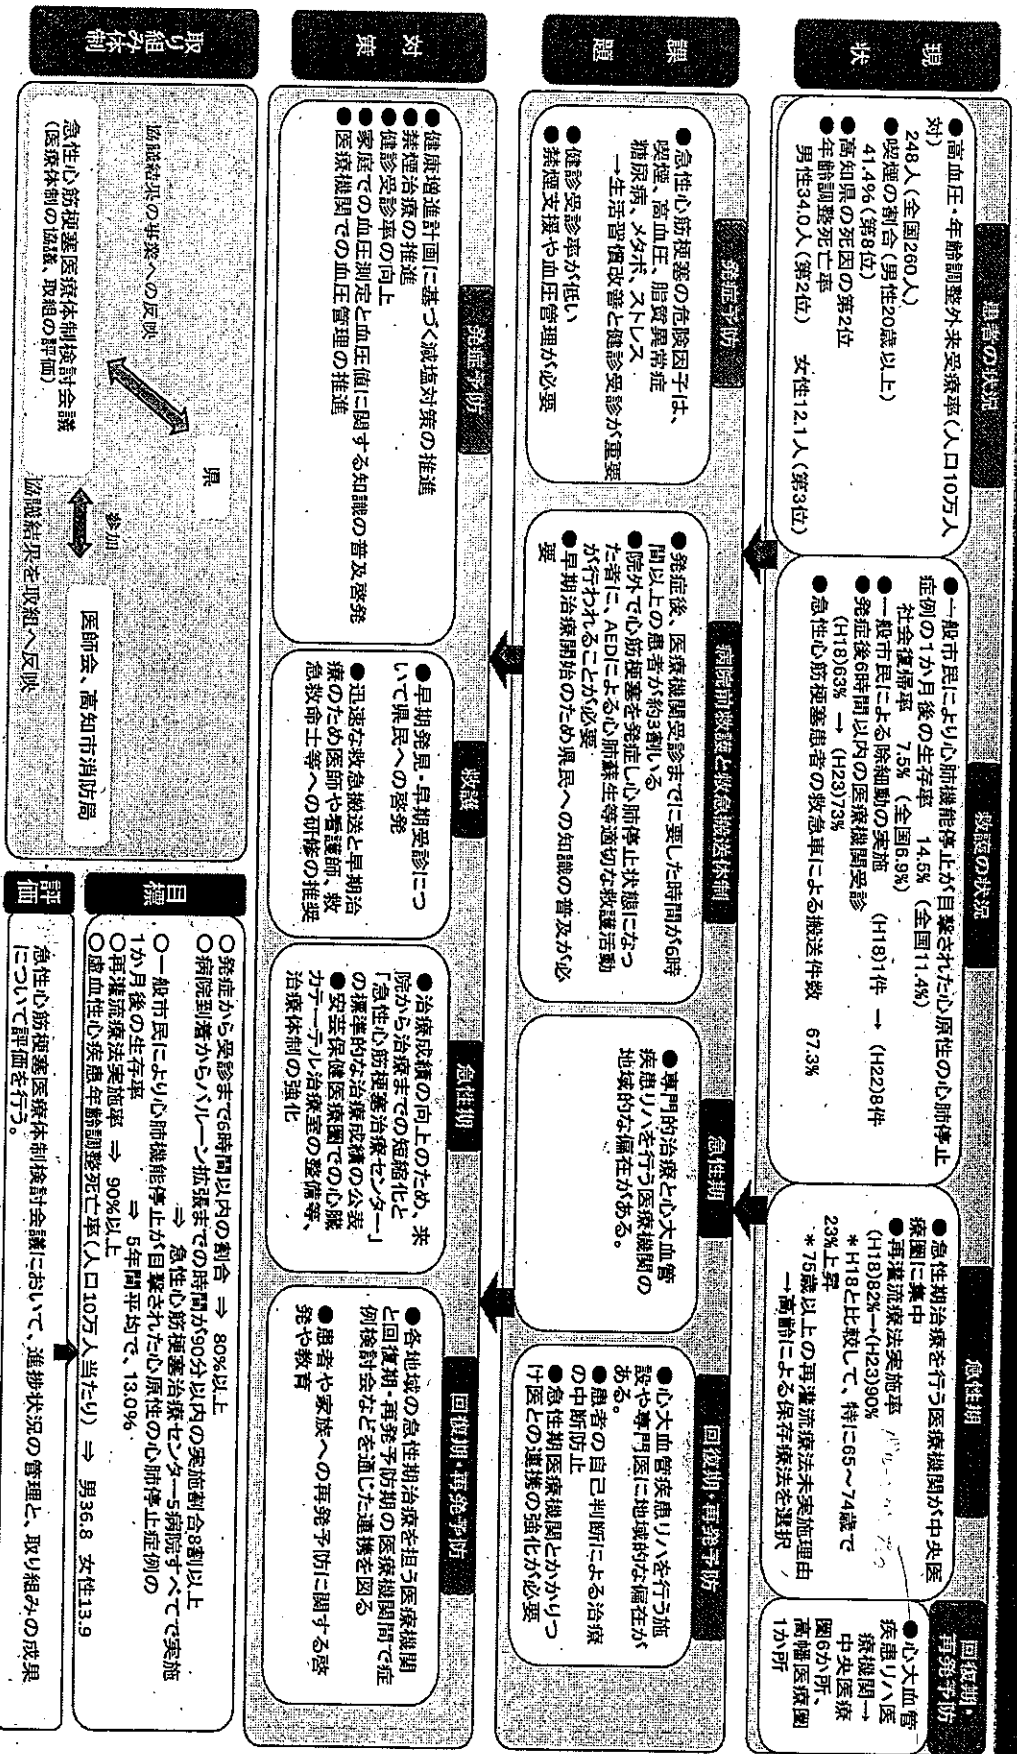 現状
患者の状況
●高血圧・年齢調整外来受療率(人口10万人
対)
248人(全国260人)
●喫煙の割合(男性20歳以上)
41.4%(第8位)
●高知県の死因の第2位
●年齢調整死亡率
男性34.0人(第2位) 女性12.1人(第3位)
救護の状況
●一般市民により心肺機能停止が目撃された心原性の心肺停止
症例の1か月後の生存率 14.5%(全国11.4%)
社会復帰率 7.5%(全国6.9%)
●一般市民による除細動の実施 (H18)1件 → (H22)8件
●発症後6時間以内の医療機関受診
(H18)63% → (H23)73%
●急性心筋梗塞患者の救急車による搬送件数 67.3%
急性期
●急性期治療を行う医療機関が中央医
療圏に集中
●再灌流療法実施率
(H18)82%→(H23)90%
*H18と比較して、特に65~74歳で
23%上昇
*75歳以上の再灌流療法未実施理由
→高齢による保存療法を選択
回復期・
再発予防
●心大血管
疾患リハ医
療機関→
中央医療
圏6か所、
高幡医療圏
1か所
課題
発症予防
●急性心筋梗塞の危険因子は、
喫煙、高血圧、脂質異常症
糖尿病、メタボ、ストレス
→生活習慣改善と健診受診が重要
●健診受診率が低い
●禁煙支援や血圧管理が必要
病院前救護と救急搬送体制
●発症後、医療機関受診までに要した時間が6時
間以上の患者が約3割いる
●院外で心筋梗塞を発症し心肺停止状態になっ
た者に、AEDによる心肺蘇生等適切な救護活動
が行われることが必要
●早期治療開始のため県民への知識の普及が必
要
急性期
●専門的治療と心大血管
疾患リハを行う医療機関の
地域的な偏在がある。
回復期・再発予防
●心大血管疾患リハを行う施
設や専門医に地域的な偏在が
ある。
●患者の自己判断による治療
の中断防止
●急性期医療機関とかかりつ
け医との連携の強化が必要
対策
発症予防
●健康増進計画に基づく減塩対策の推進
●禁煙治療の推進
●健診受診率の向上
●家庭での血圧測定と血圧値に関する知識の普及啓発
●医療機関での血圧管理の推進
救護
●早期発見・早期受診につ
いて県民への啓発
●迅速な救急搬送と早期治
療のため医師や看護師、救
急救命士等への研修の推奨
急性期
●治療成績の向上のため、来
院から治療までの短縮化と
「急性心筋梗塞治療センター」
の標準的な治療成績の公表
●安芸保健医療圏での心臓
カテーテル治療室の整備等、
治療体制の強化
回復期・再発予防
●各地域の急性期治療を担う医療機関
と回復期・再発予防期の医療機関間で症
例検討会などを通じた連携を図る
●患者や家族への再発予防に関する啓
発や教育
取り組み体制
県
協議結果の事業への反映
急性心筋梗塞医療体制検討会議
(医療体制の協議、取組の評価)
参加
医師会、高知市消防局
協議結果を取組へ反映
目標
○発症から受診まで6時間以内の割合 ⇒ 80%以上
○病院到着からバルーン拡張までの時間が90分以内の実施割合8割以上
⇒ 急性心筋梗塞治療センター5病院すべてで実施
○一般市民により心肺機能停止が目撃された心原性の心肺停止症例の
1か月後の生存率 ⇒ 5年間平均で、13.0%
○再灌流療法実施率 ⇒ 90%以上
○虚血性心疾患年齢調整死亡率(人口10万人当たり) ⇒ 男36.8 女性13.9
評価
急性心筋梗塞医療体制検討会議において、進捗状況の管理と、取り組みの成果
について評価を行う。